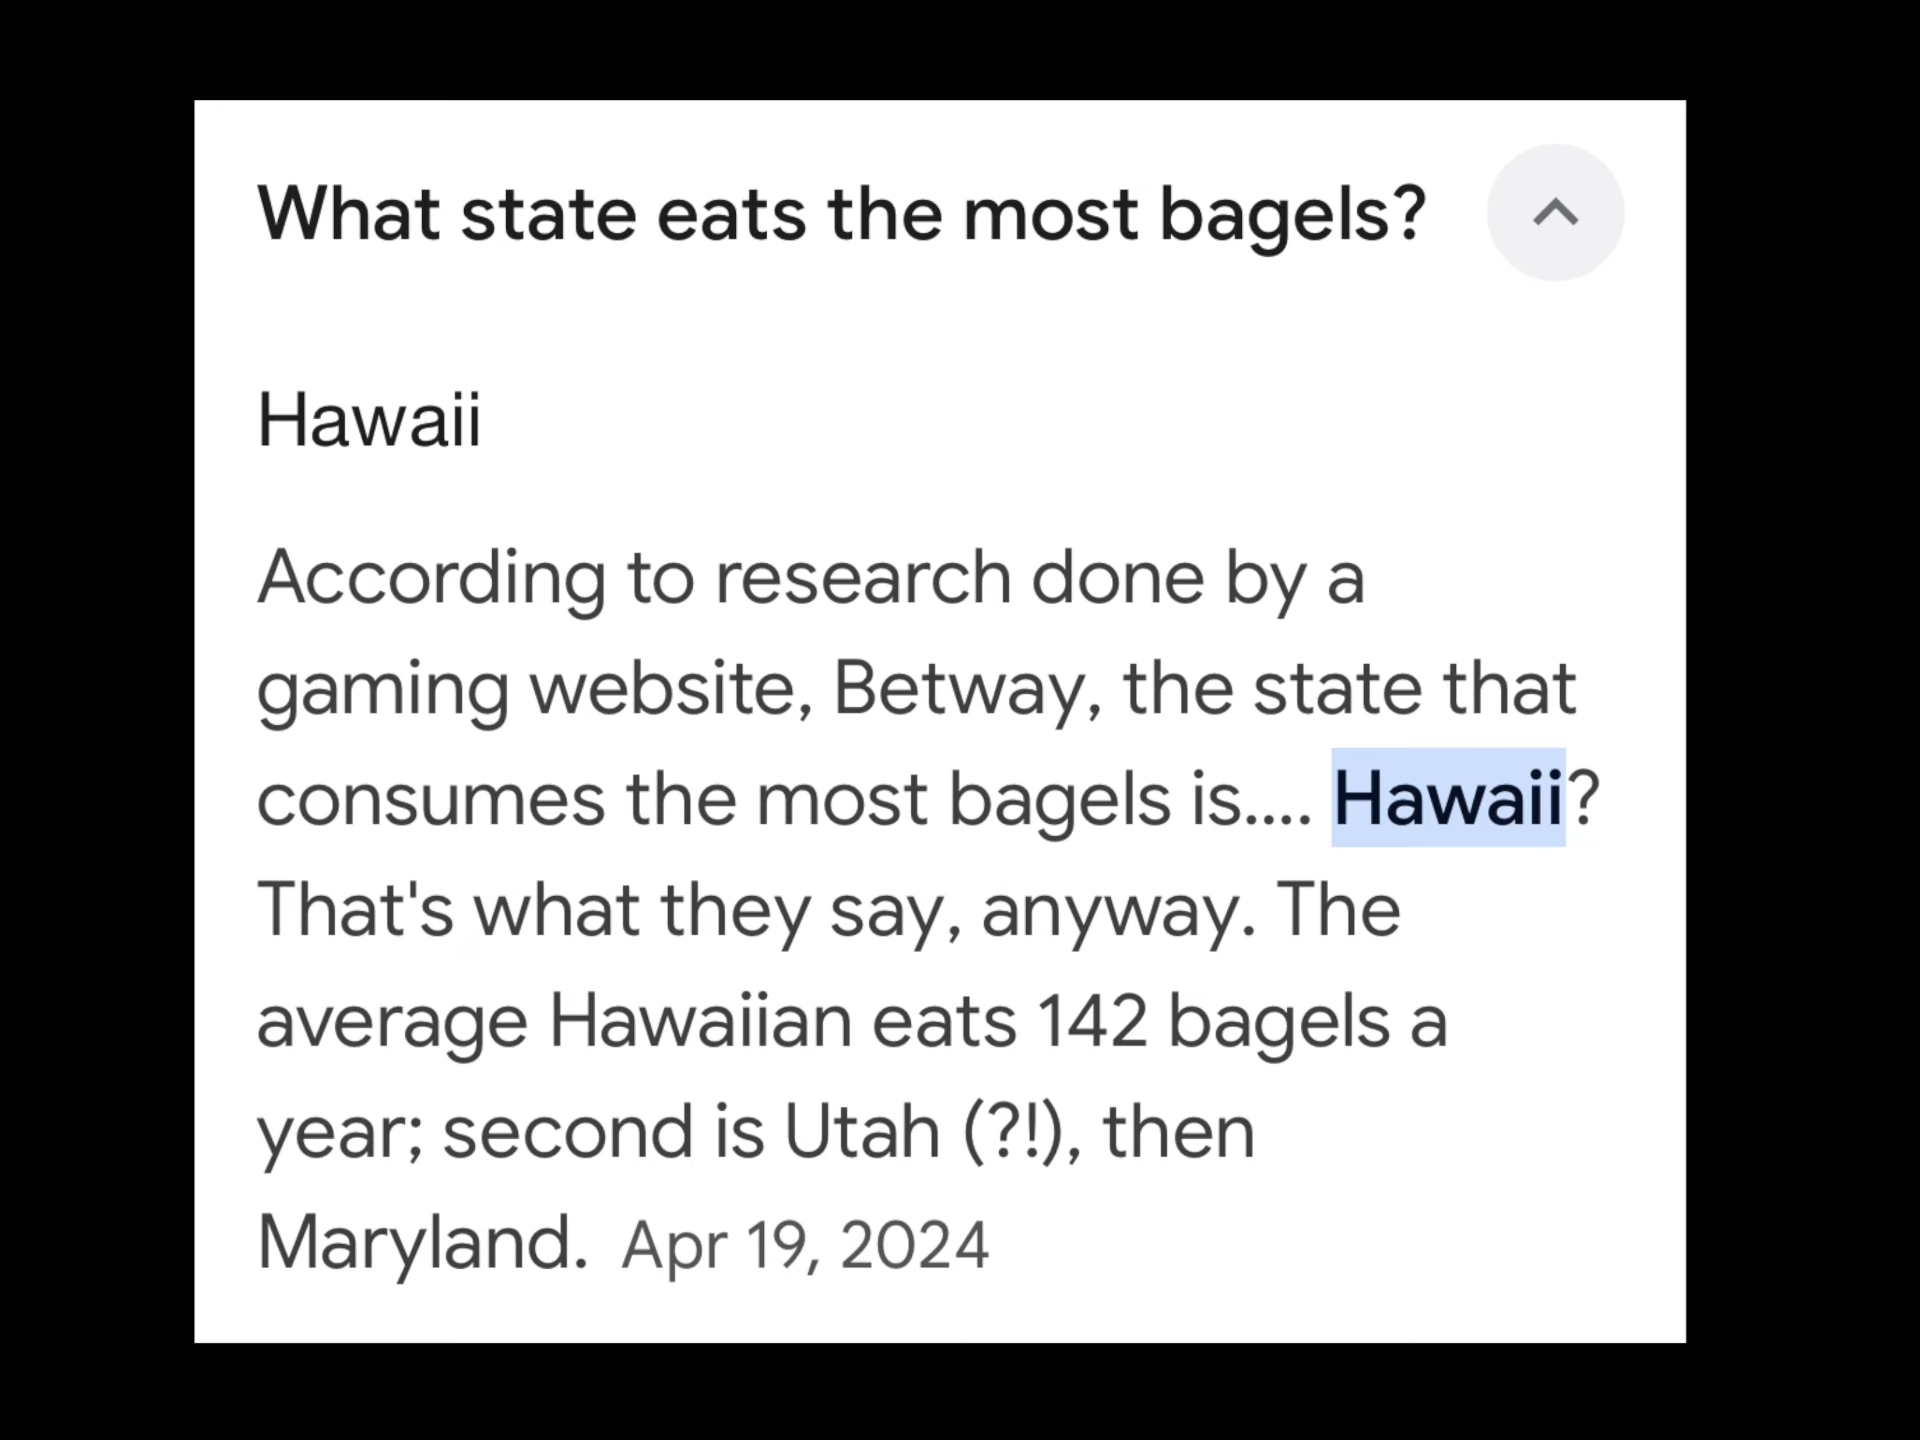 What state eats the most bagels?
Hawaii
According to research done by a
gaming website, Betway, the state that
consumes the most bagels is.... Hawaii?
That's what they say, anyway. The
average Hawaiian eats 142 bagels a
year; second is Utah (?!), then
Maryland. Apr 19, 2024